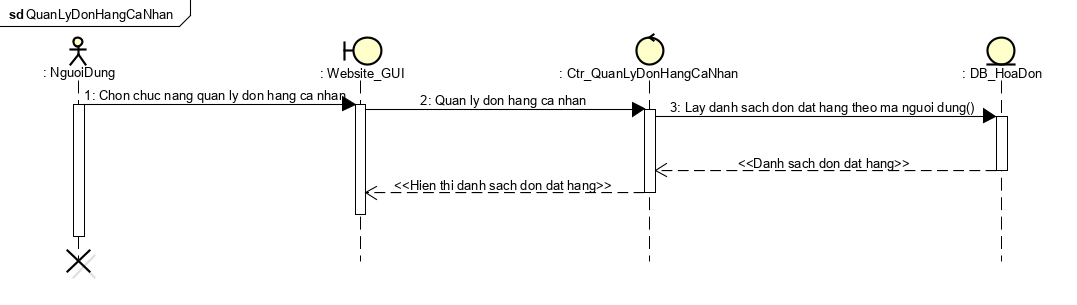 sd QuanLyDonHangCaNhan
: NguoiDung
: Website_GUI
: Ctr_QuanLyDonHangCaNhan
: DB_HoaDon
1: Chon chuc nang quan ly don hang ca nhan
2: Quan ly don hang ca nhan
3: Lay danh sach don dat hang theo ma nguoi dung()
<<Danh sach don dat hang>>
<<Hien thi danh sach don dat hang>>